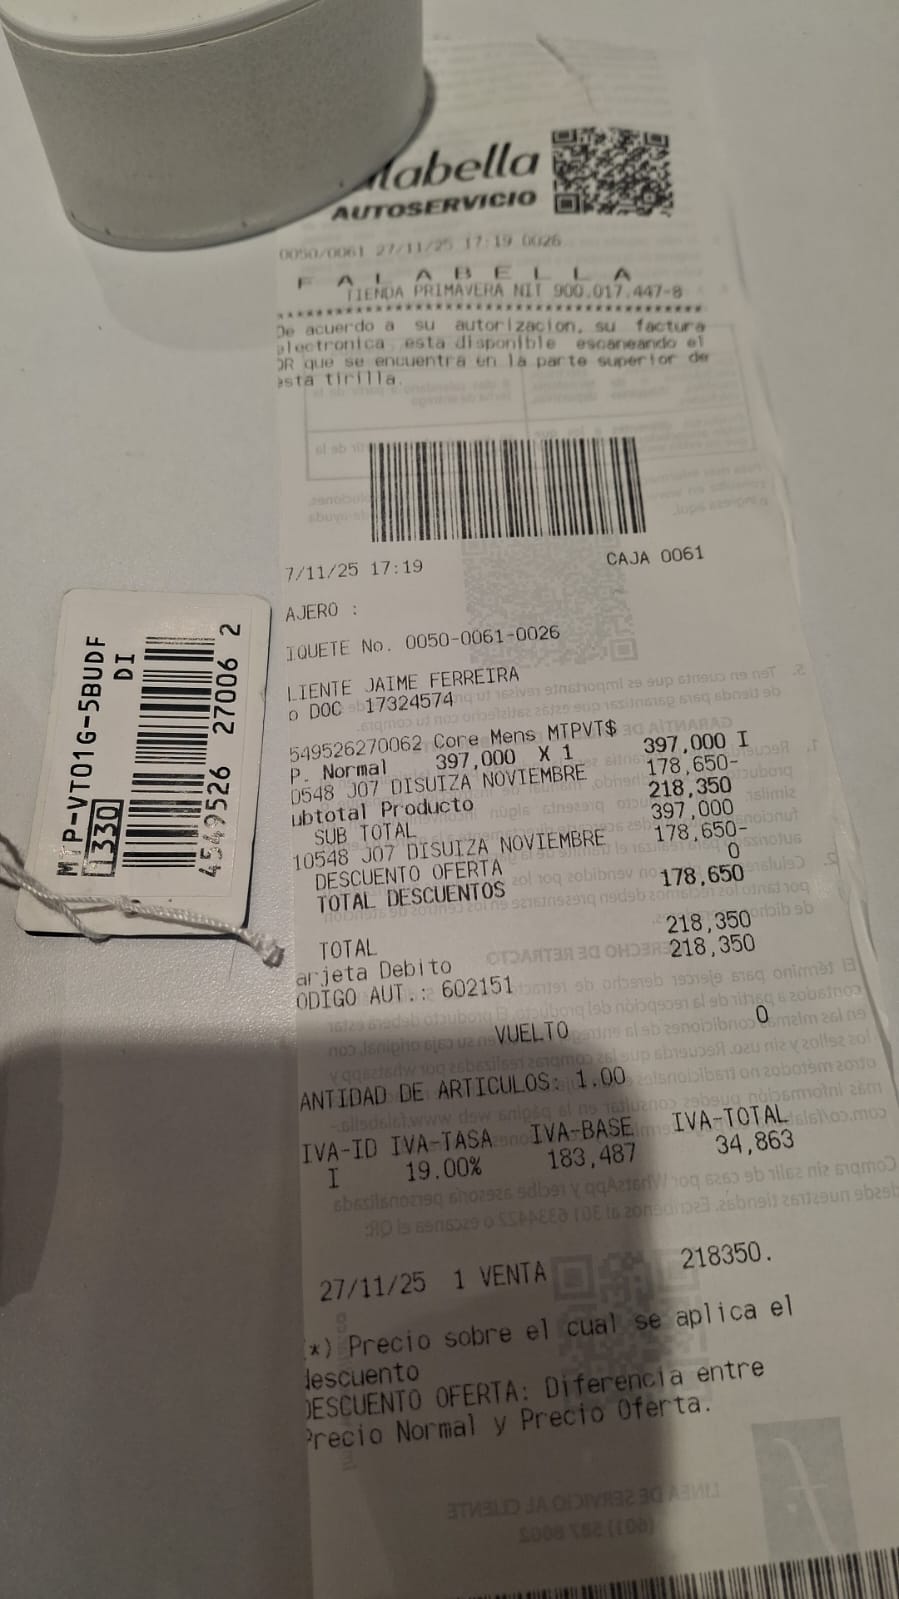 alabella
AUTOSERVICIO
0050/0061 27/11/25 17:19 0026
F A L A B E L L A
TIENDA PRIMAVERA NIT 900.017.447-8
************************************
De acuerdo a su autorizacion, su factura
electronica esta disponible escaneando el
QR que se encuentra en la parte superior de
esta tirilla.
7/11/25 17:19 CAJA 0061
AJERO :
IQUETE No. 0050-0061-0026
LIENTE JAIME FERREIRA
o DOC 17324574
549526270062 Core Mens MTPVT$ 397,000 I
P. Normal 397,000 X 1
0548 J07 DISUIZA NOVIEMBRE 178,650-
ubtotal Producto 218,350
SUB TOTAL 397,000
10548 J07 DISUIZA NOVIEMBRE 178,650-
DESCUENTO OFERTA 0
TOTAL DESCUENTOS 178,650
TOTAL 218,350
arjeta Debito 218,350
ODIGO AUT.: 602151
VUELTO 0
ANTIDAD DE ARTICULOS: 1.00
IVA-ID IVA-TASA IVA-BASE IVA-TOTAL
I 19.00% 183,487 34,863
27/11/25 1 VENTA 218350.
*) Precio sobre el cual se aplica el
descuento
DESCUENTO OFERTA: Diferencia entre
Precio Normal y Precio Oferta.
MTP-VT01G-5BUDF
DI
1330
4549526 27006 2